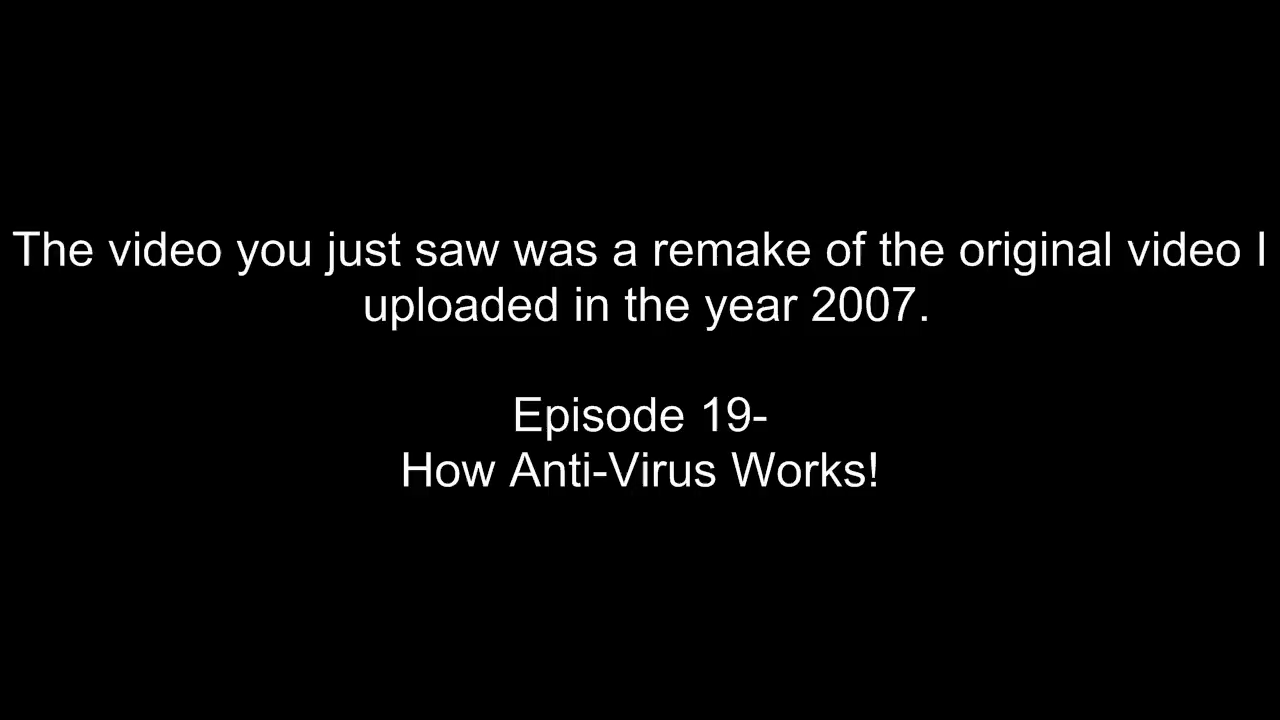 The video you just saw was a remake of the original video I
uploaded in the year 2007.
Episode 19-
How Anti-Virus Works!